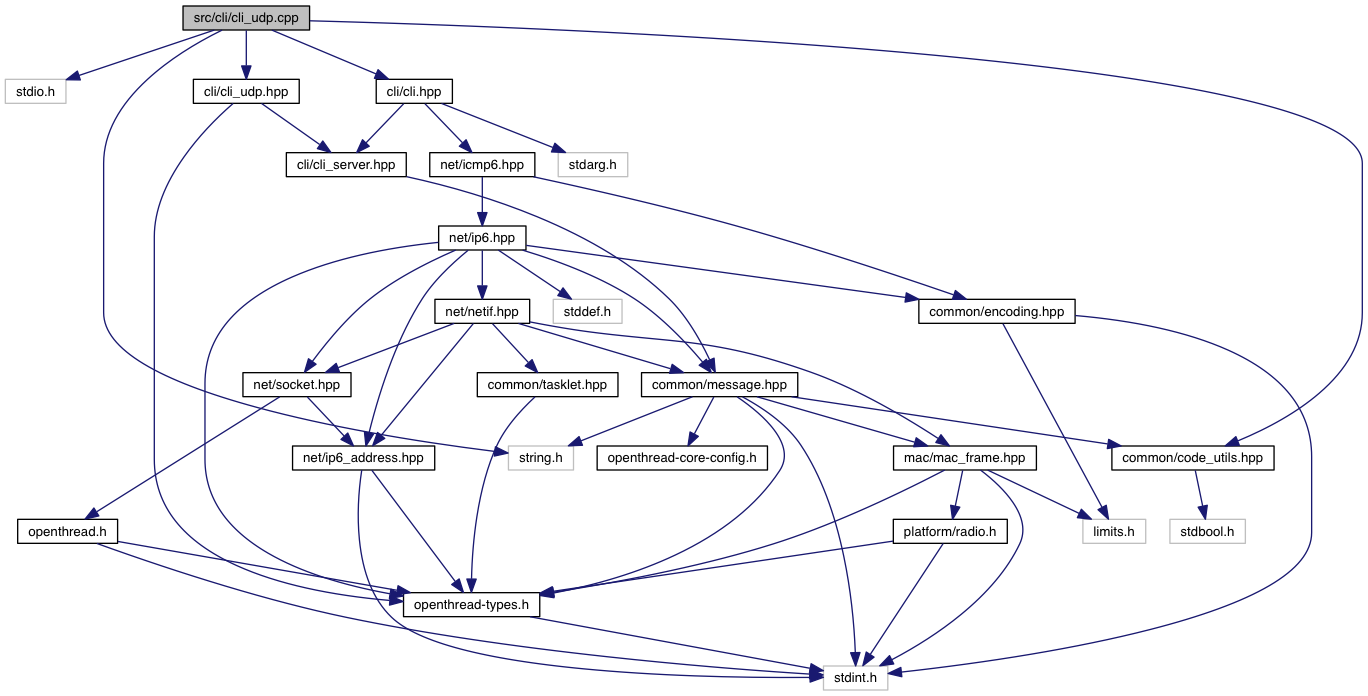 src/cli/cli_udp.cpp
stdio.h
cli/cli_udp.hpp
cli/cli.hpp
cli/cli_server.hpp
net/icmp6.hpp
stdarg.h
net/ip6.hpp
net/netif.hpp
stddef.h
common/encoding.hpp
net/socket.hpp
common/tasklet.hpp
common/message.hpp
net/ip6_address.hpp
string.h
openthread-core-config.h
mac/mac_frame.hpp
common/code_utils.hpp
openthread.h
platform/radio.h
limits.h
stdbool.h
openthread-types.h
stdint.h